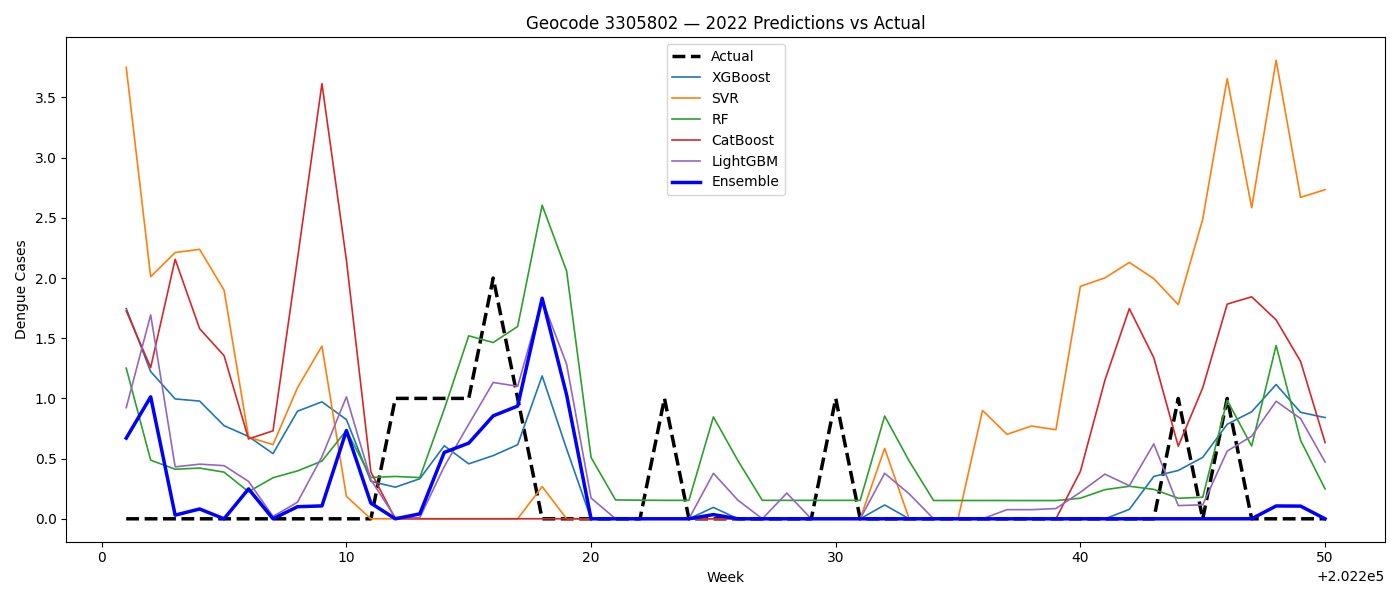 Geocode 3305802 — 2022 Predictions vs Actual
Actual
XGBoost
SVR
RF
CatBoost
LightGBM
Ensemble
Dengue Cases
3.5
3.0
2.5
2.0
1.5
1.0
0.5
0.0
0 10 20 30 40 50
Week
+2.022e5